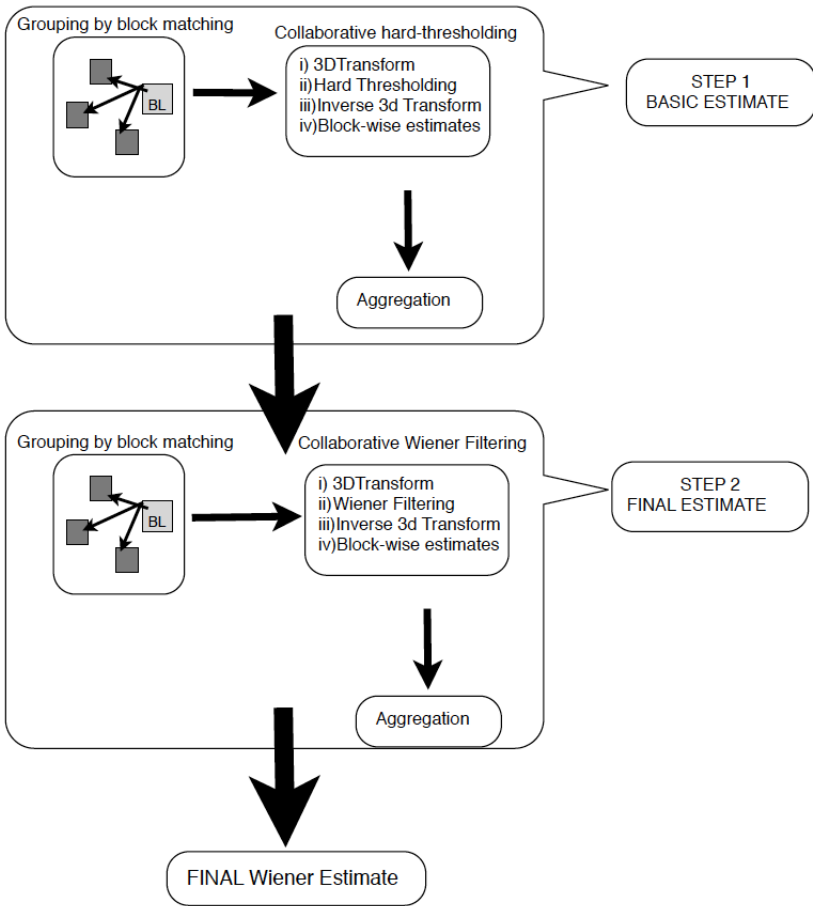 Grouping by block matching
Collaborative hard-thresholding
BL
i) 3DTransform
ii)Hard Thresholding
iii)Inverse 3d Transform
iv)Block-wise estimates
STEP 1
BASIC ESTIMATE
Aggregation
Grouping by block matching
Collaborative Wiener Filtering
BL
i) 3DTransform
ii)Wiener Filtering
iii)Inverse 3d Transform
iv)Block-wise estimates
STEP 2
FINAL ESTIMATE
Aggregation
FINAL Wiener Estimate